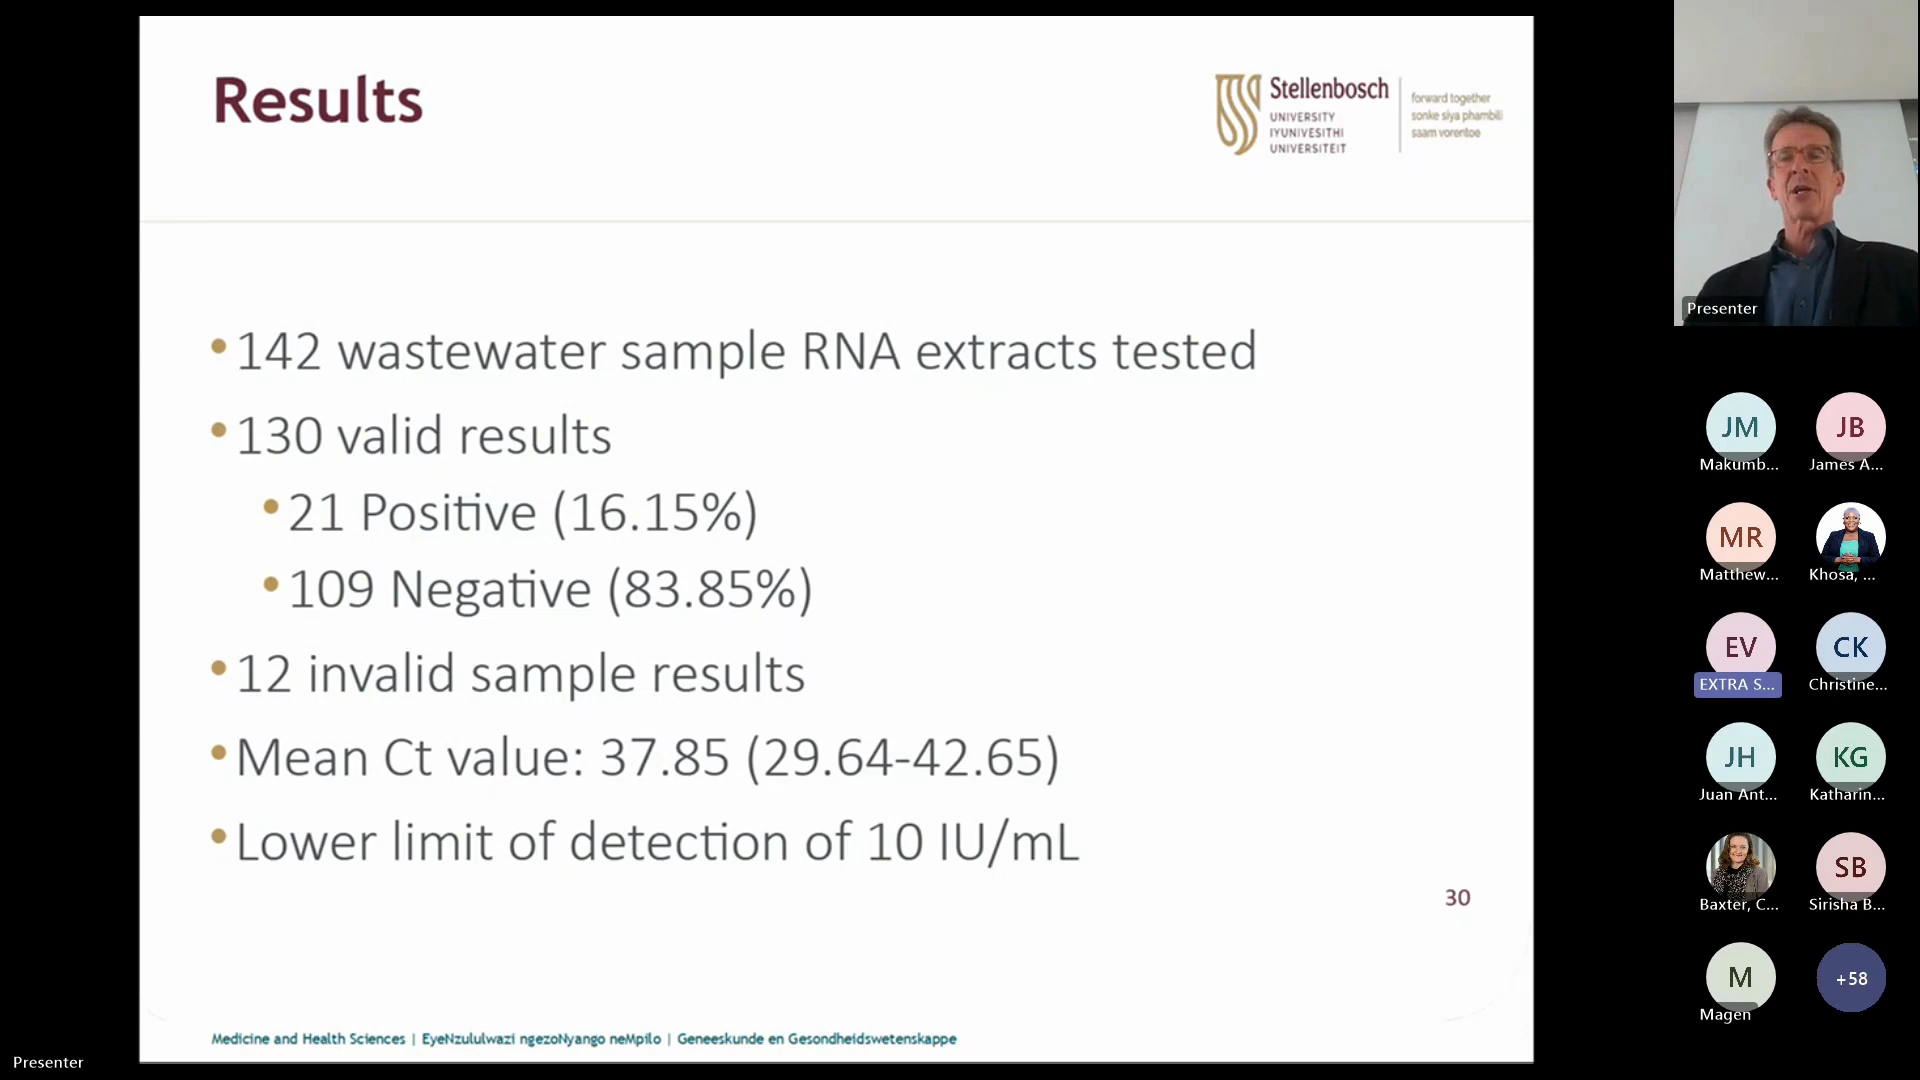 Results
Stellenbosch
UNIVERSITY
IYUNIVESITHI
UNIVERSITEIT
forward together
sonke siya phambili
saam vorentoe
• 142 wastewater sample RNA extracts tested
• 130 valid results
• 21 Positive (16.15%)
• 109 Negative (83.85%)
• 12 invalid sample results
• Mean Ct value: 37.85 (29.64-42.65)
• Lower limit of detection of 10 IU/mL
30
Medicine and Health Sciences | EyeNzululwazi ngezoNyango neMpilo | Geneeskunde en Gesondheidswetenskappe
Presenter
Presenter
JM
JB
Makumb...
James A...
MR
Matthew...
Khosa, ...
EV
CK
EXTRA S...
Christine...
JH
KG
Juan Ant...
Katharin...
SB
Baxter, C...
Sirisha B...
M
+58
Magen